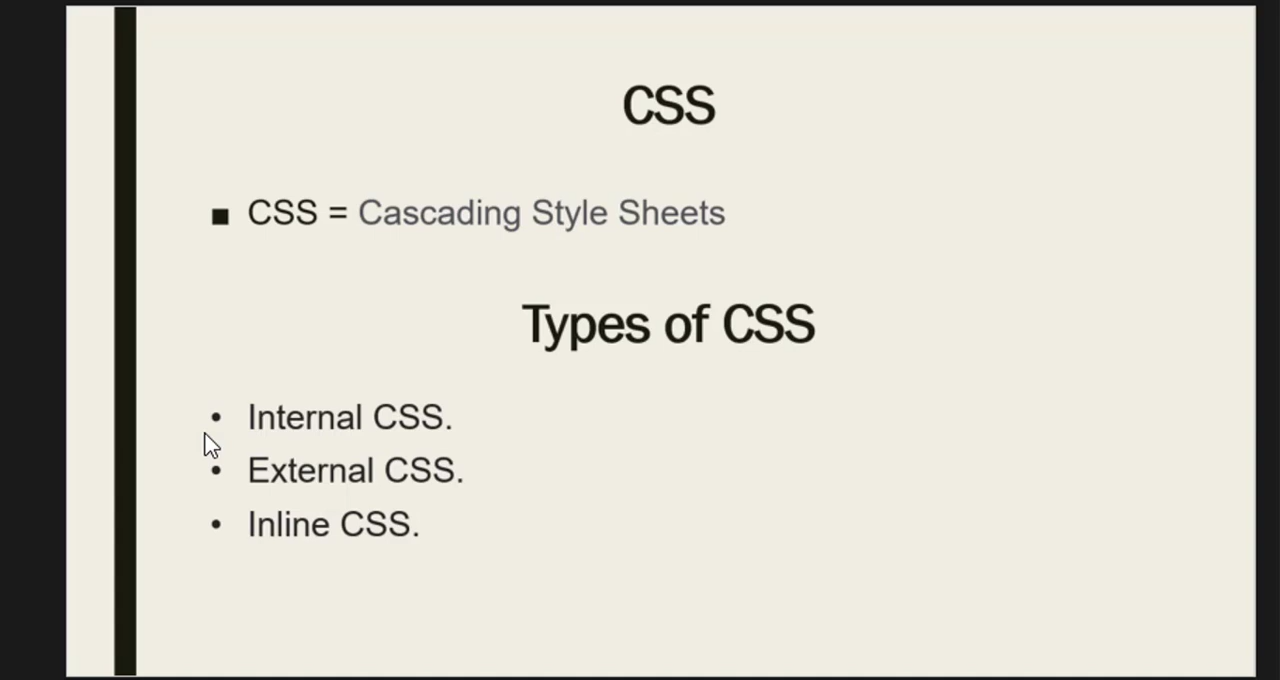 CSS
CSS = Cascading Style Sheets
Types of CSS
Internal CSS.
External CSS.
Inline CSS.